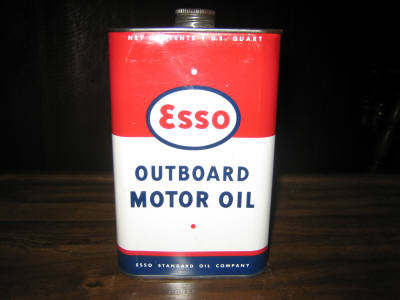 NET CONTENTS 1 U.S. QUART
Esso
OUTBOARD
MOTOR OIL
ESSO STANDARD OIL COMPANY